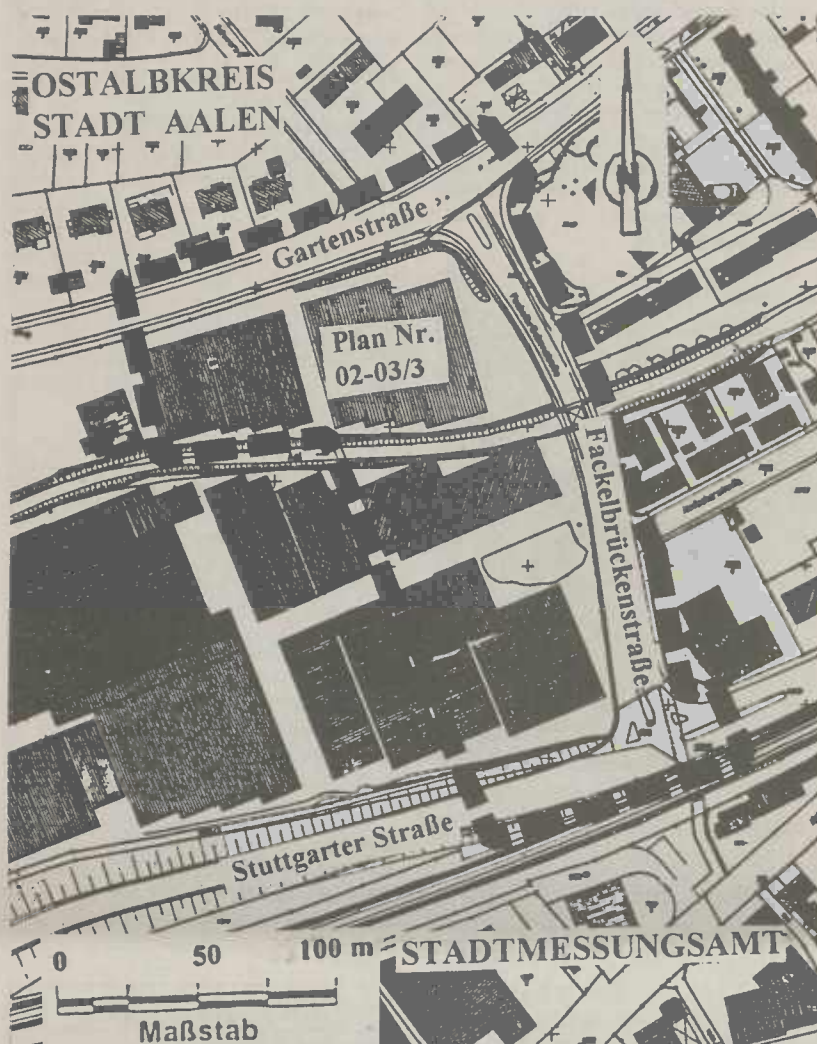 OSTALBKREIS
STADT AALEN
Gartenstraße
Plan Nr.
02-03/3
Fackelbrückenstraße
Stuttgarter Straße
0 50 100 m
Maßstab
STADTMESSUNGSAMT
N